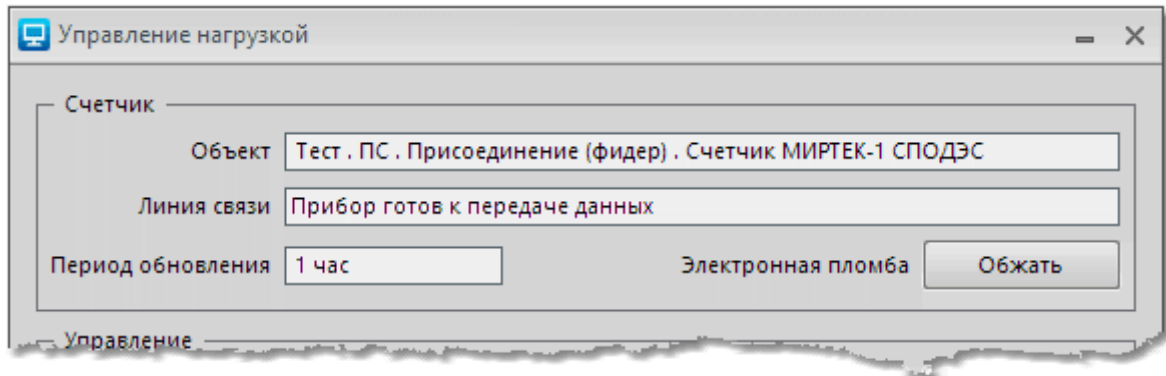 Управление нагрузкой
Счетчик
Объект Тест . ПС . Присоединение (фидер) . Счетчик МИРТЕК-1 СПОДЭС
Линия связи Прибор готов к передаче данных
Период обновления 1 час Электронная пломба Обжать
Управление